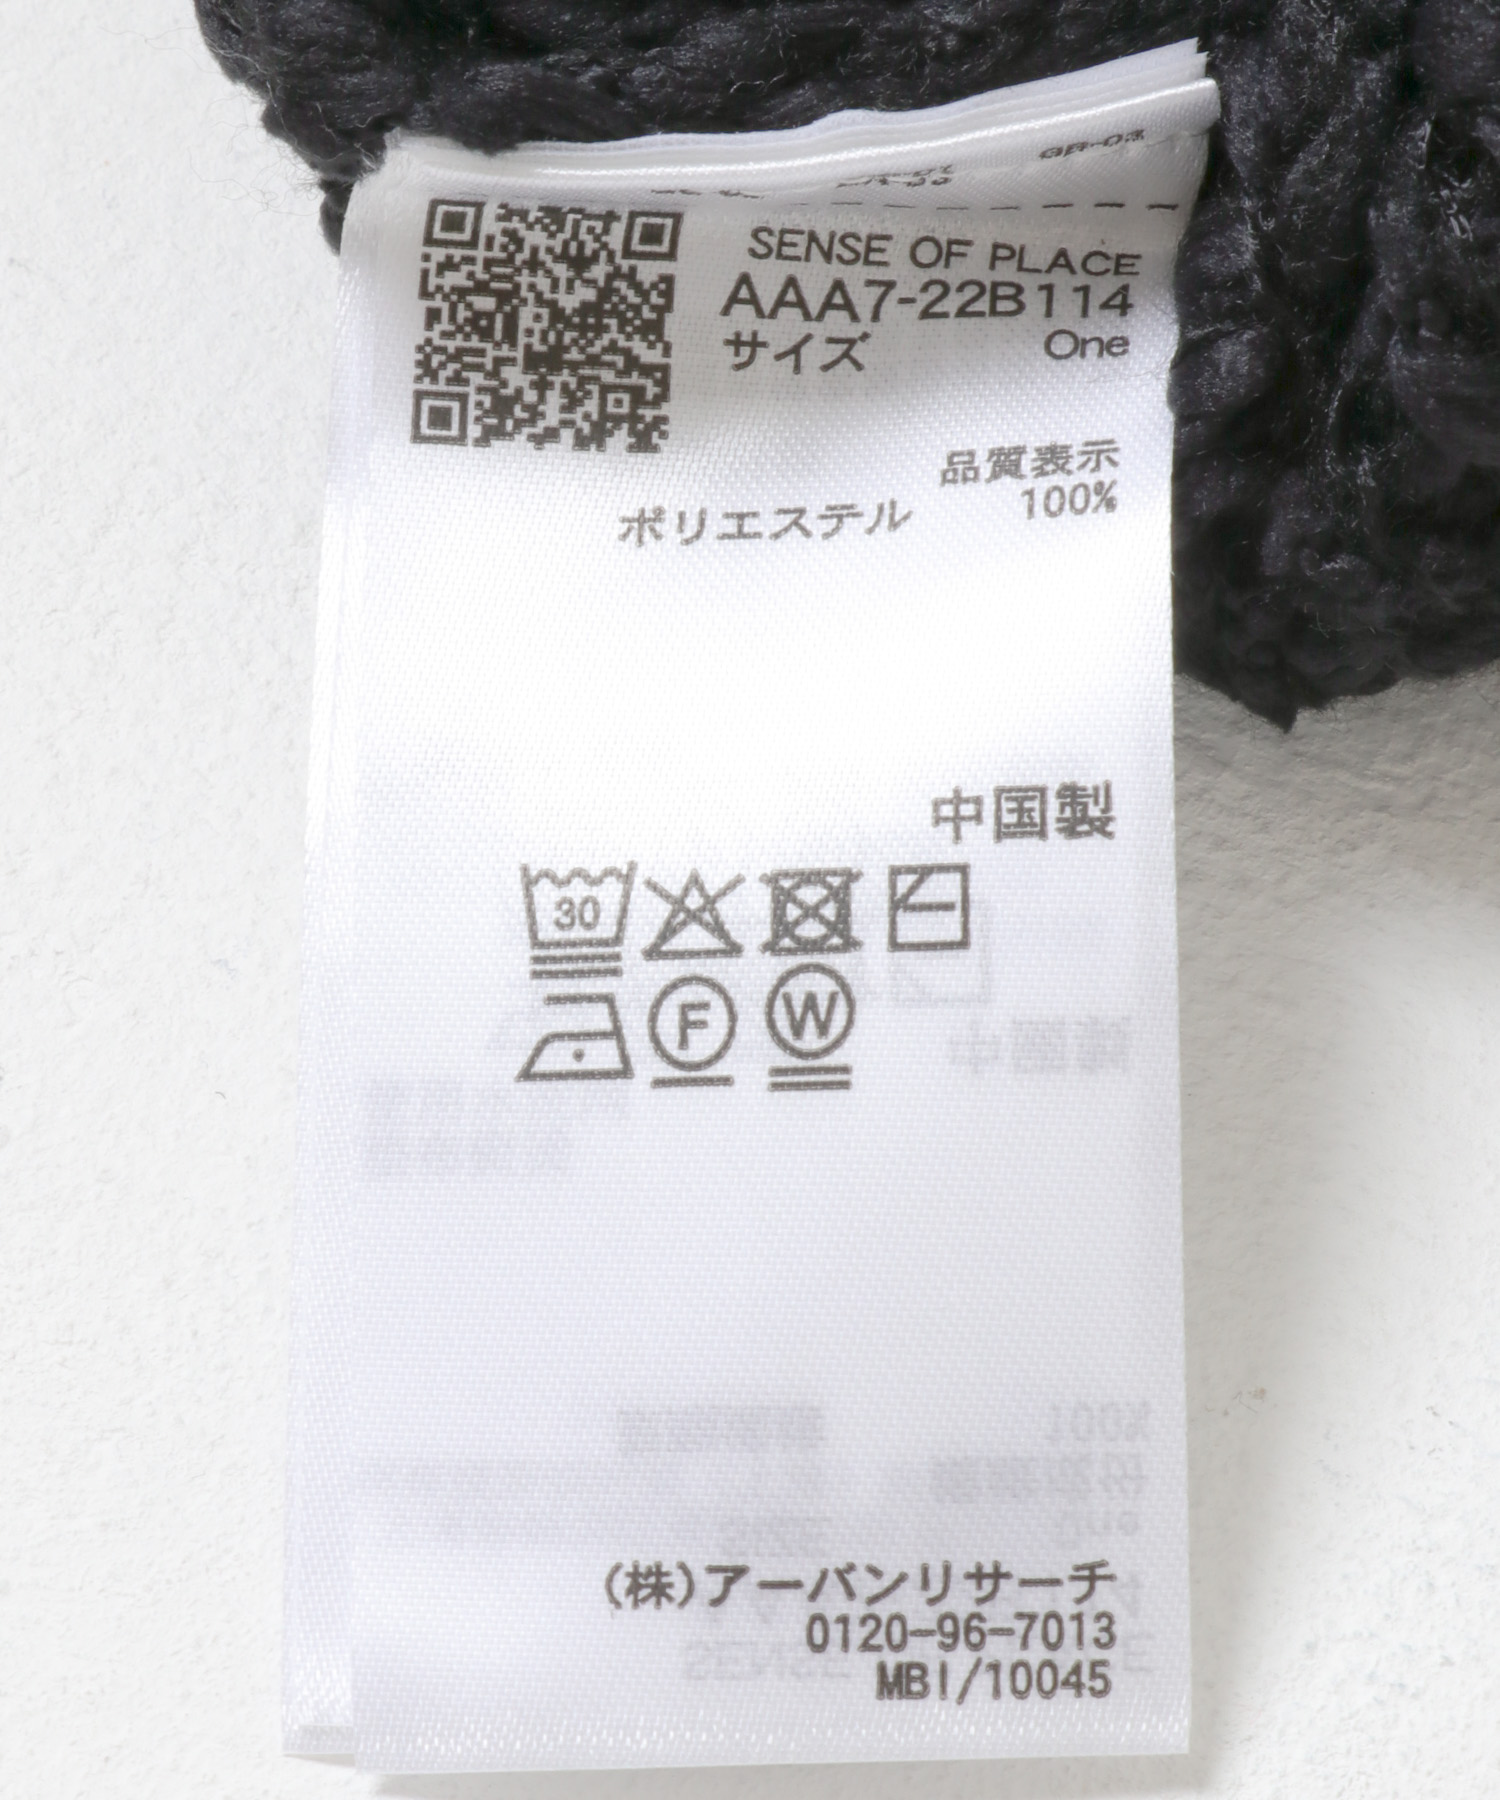 SENSE OF PLACE
AAA7-22B114
サイズ One
品質表示
ポリエステル 100%
中国製
30
F W
(株)アーバンリサーチ
0120-96-7013
MBI/10045